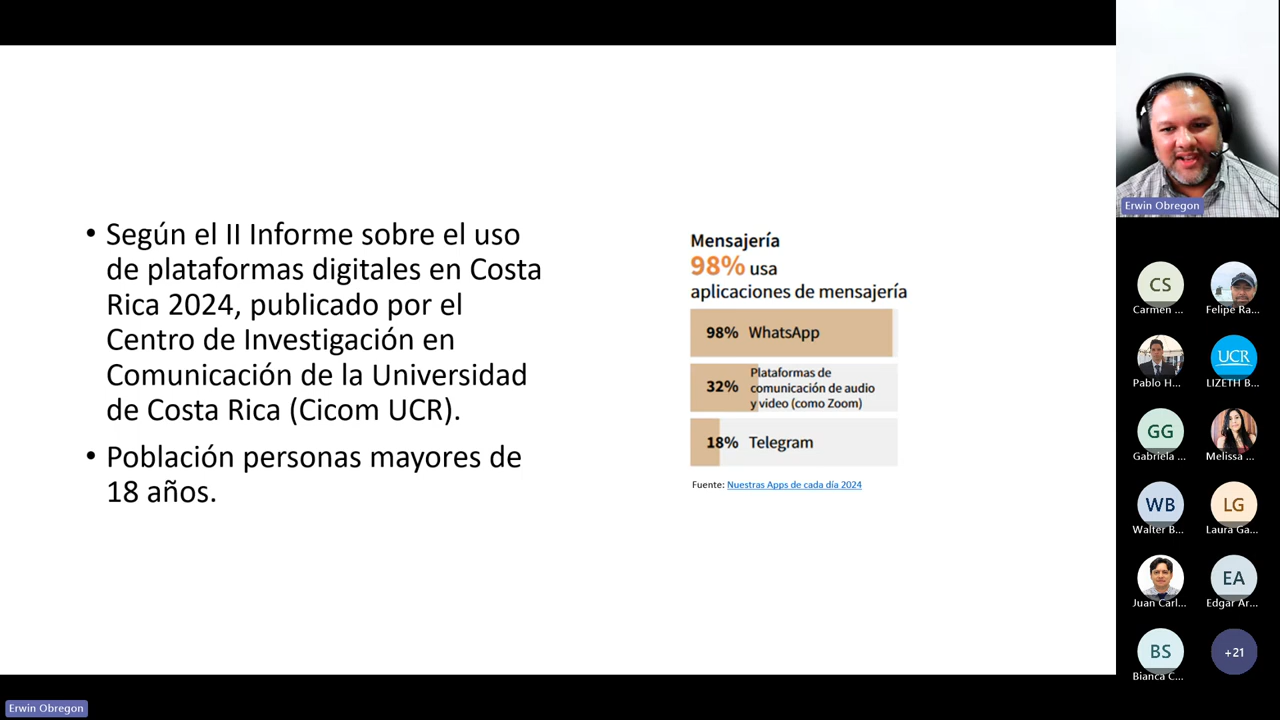 • Según el II Informe sobre el uso
de plataformas digitales en Costa
Rica 2024, publicado por el
Centro de Investigación en
Comunicación de la Universidad
de Costa Rica (Cicom UCR).
• Población personas mayores de
18 años.
Mensajería
98% usa
aplicaciones de mensajería
98% WhatsApp
32% Plataformas de
comunicación de audio
y video (como Zoom)
18% Telegram
Fuente: Nuestras Apps de cada día 2024
Erwin Obregon
CS
Carmen ...
Felipe Ra...
Pablo H...
UCR
LIZETH B...
GG
Gabriela ...
Melissa ...
WB
Walter B...
LG
Laura Ga...
Juan Carl...
EA
Edgar Ar...
BS
Bianca C...
+21
Erwin Obregon